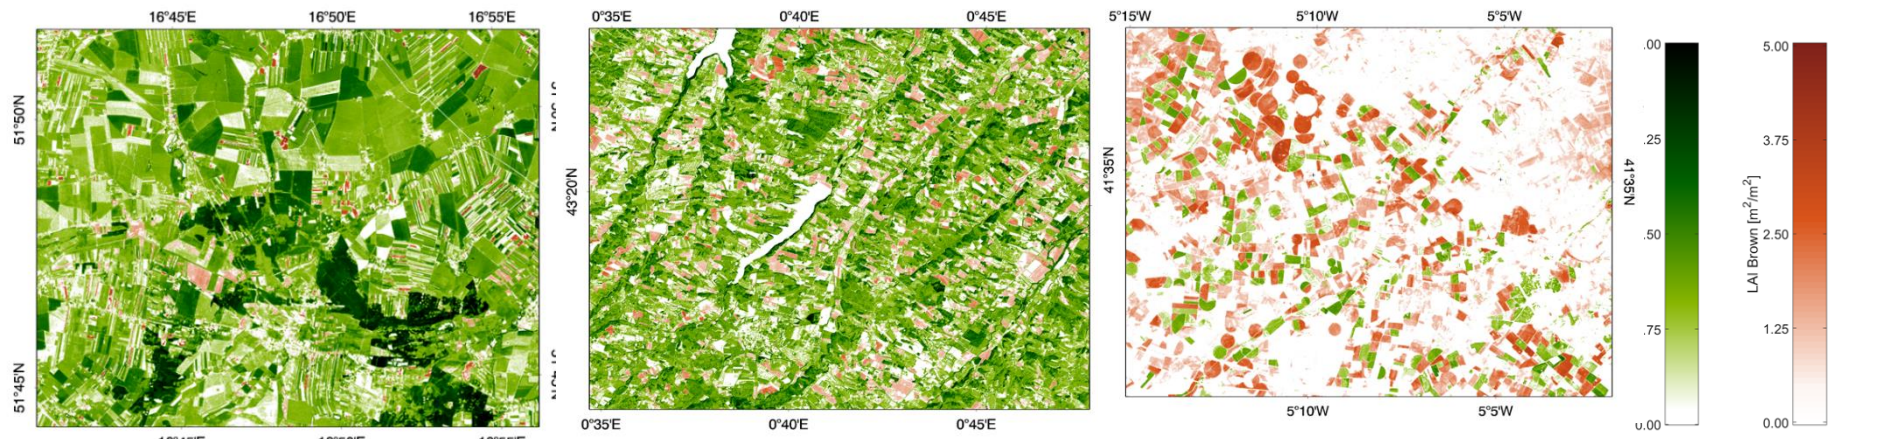 16°45'E 16°50'E 16°55'E
0°35'E 0°40'E 0°45'E
5°15'W 5°10'W 5°5'W
51°50'N
51°45'N
43°20'N
0°35'E 0°40'E 0°45'E
41°35'N
41°35'N
5°10'W 5°5'W
.00
.25
.50
.75
0.00
LAI Brown [m²/m²]
5.00
3.75
2.50
1.25
0.00